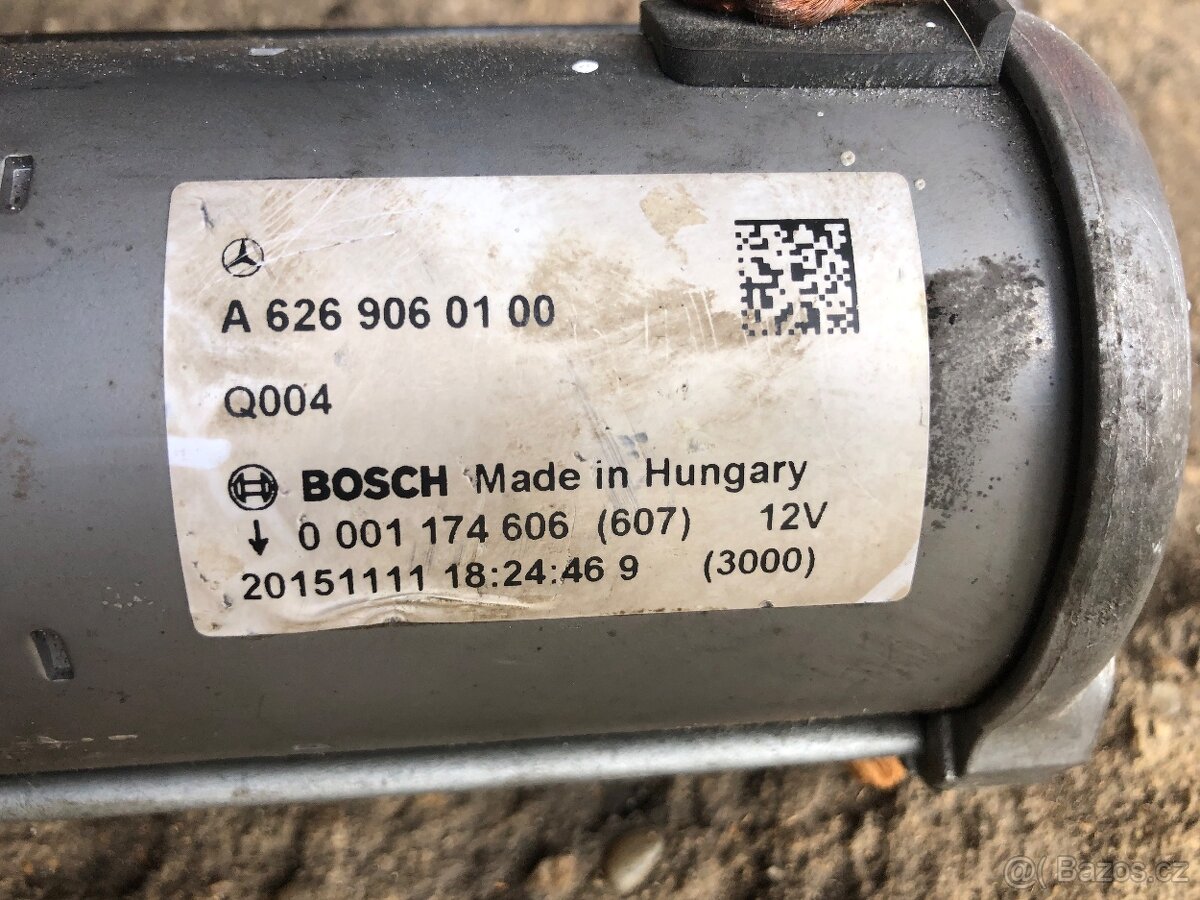 A 626 906 01 00
Q004
BOSCH Made in Hungary
↓ 0 001 174 606 (607) 12V
20151111 18:24:46 9 (3000)
@( Bazos.cz